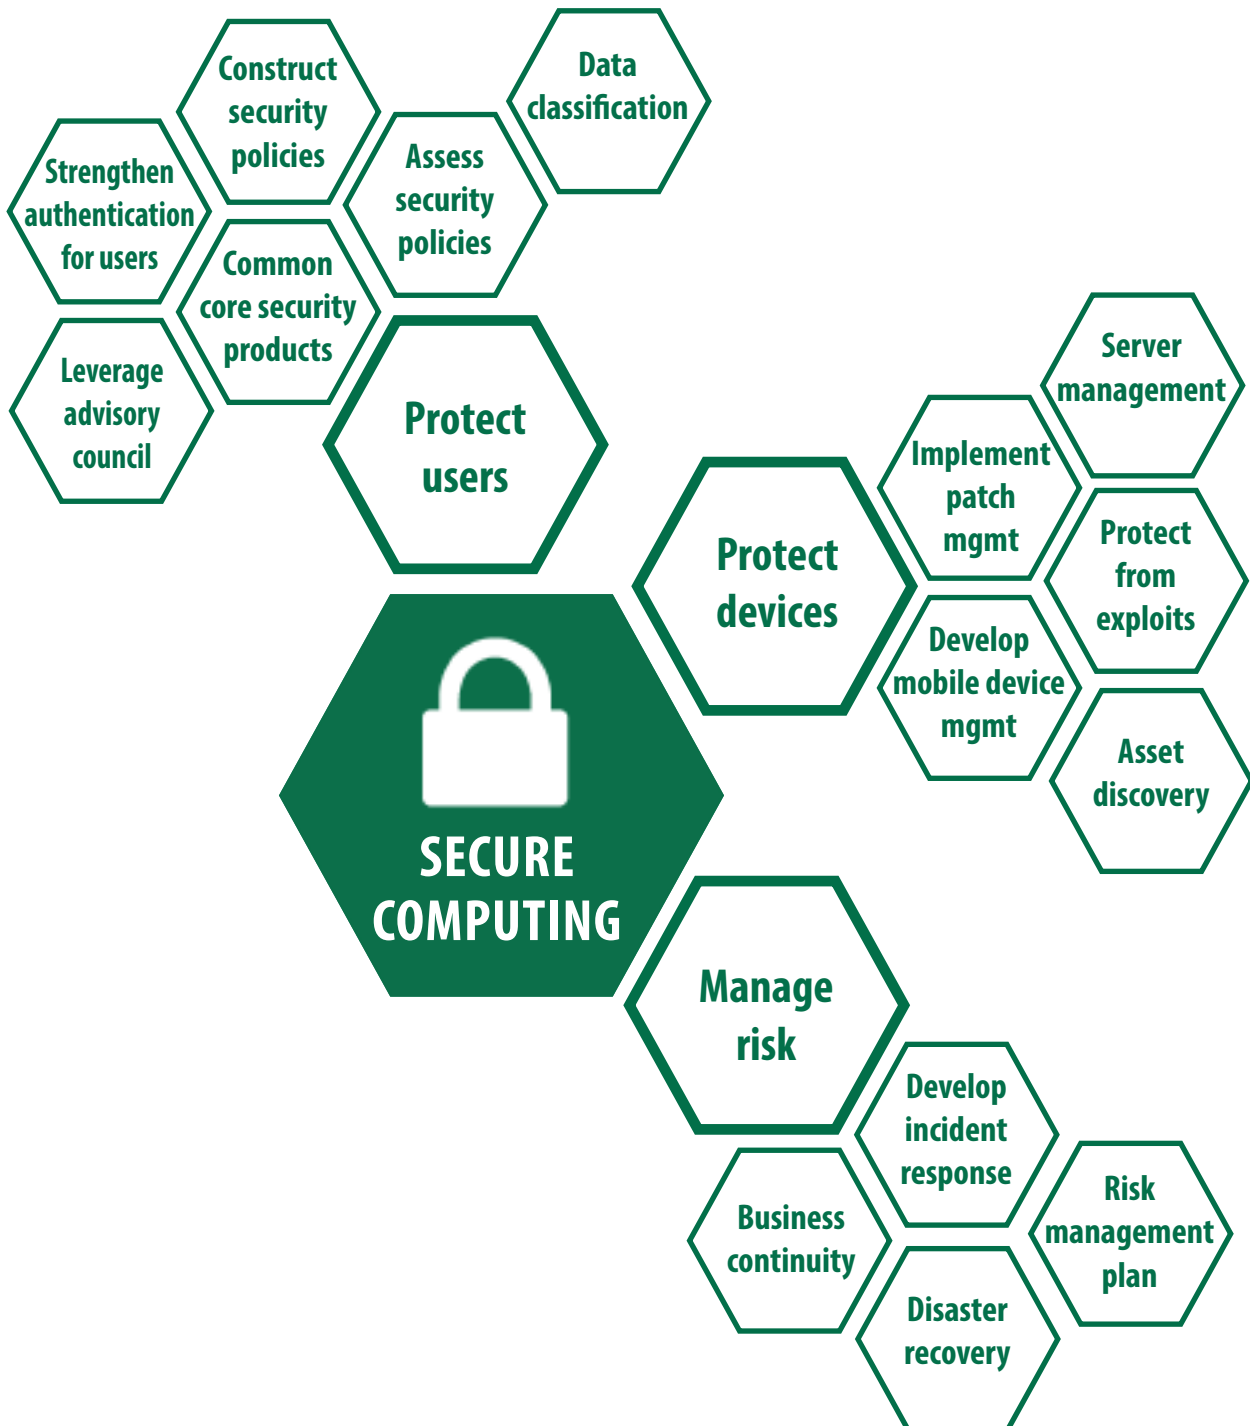 Construct
security
policies
Data
classification
Strengthen
authentication
for users
Assess
security
policies
Common
core security
products
Leverage
advisory
council
Protect
users
Server
management
Implement
patch
mgmt
Protect
devices
Protect
from
exploits
Develop
mobile device
mgmt
Asset
discovery
SECURE
COMPUTING
Manage
risk
Develop
incident
response
Risk
management
plan
Business
continuity
Disaster
recovery